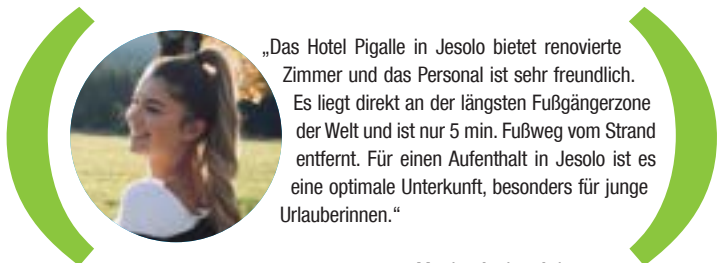 „Das Hotel Pigalle in Jesolo bietet renovierte
Zimmer und das Personal ist sehr freundlich.
Es liegt direkt an der längsten Fußgängerzone
der Welt und ist nur 5 min. Fußweg vom Strand
entfernt. Für einen Aufenthalt in Jesolo ist es
eine optimale Unterkunft, besonders für junge
Urlauberinnen.“